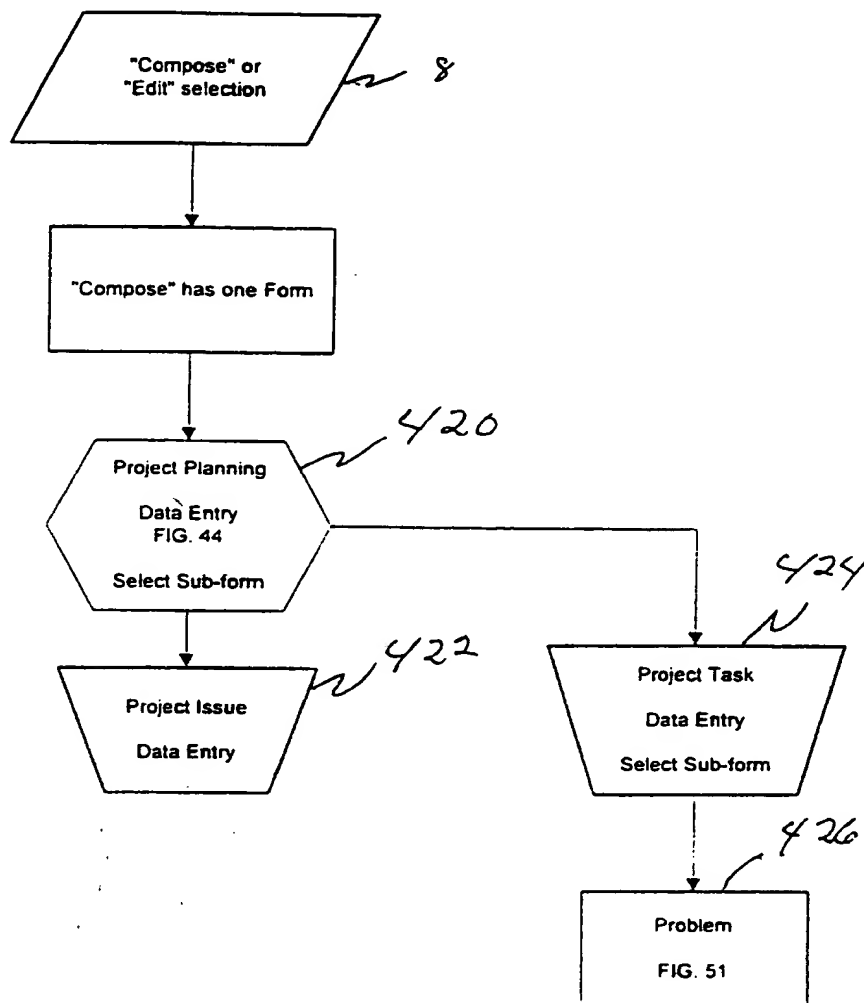 "Compose" or
"Edit" selection
8
"Compose" has one Form
420
Project Planning
Data Entry
FIG. 44
Select Sub-form
424
422
Project Issue
Data Entry
Project Task
Data Entry
Select Sub-form
426
Problem
FIG. 51